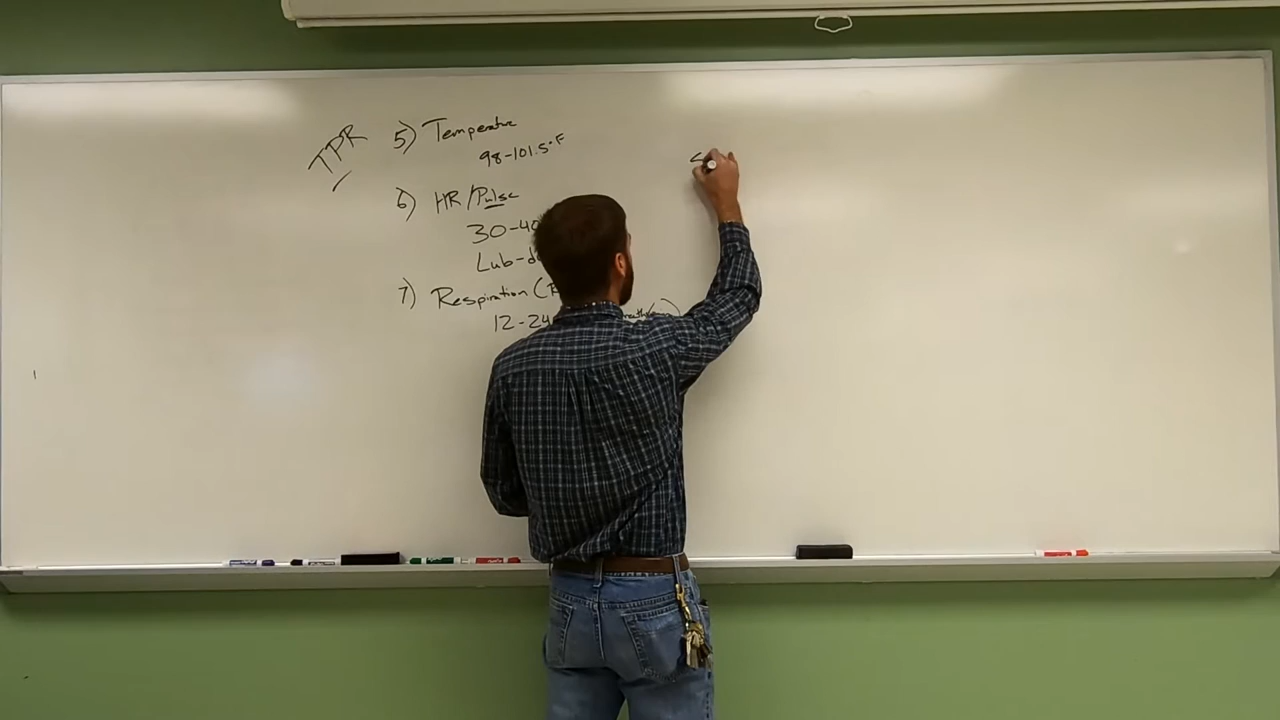 TPR
5) Temperature
98-101.5°F
6) HR/Pulse
30-40
Lub-d
7) Respiration (R
12-24